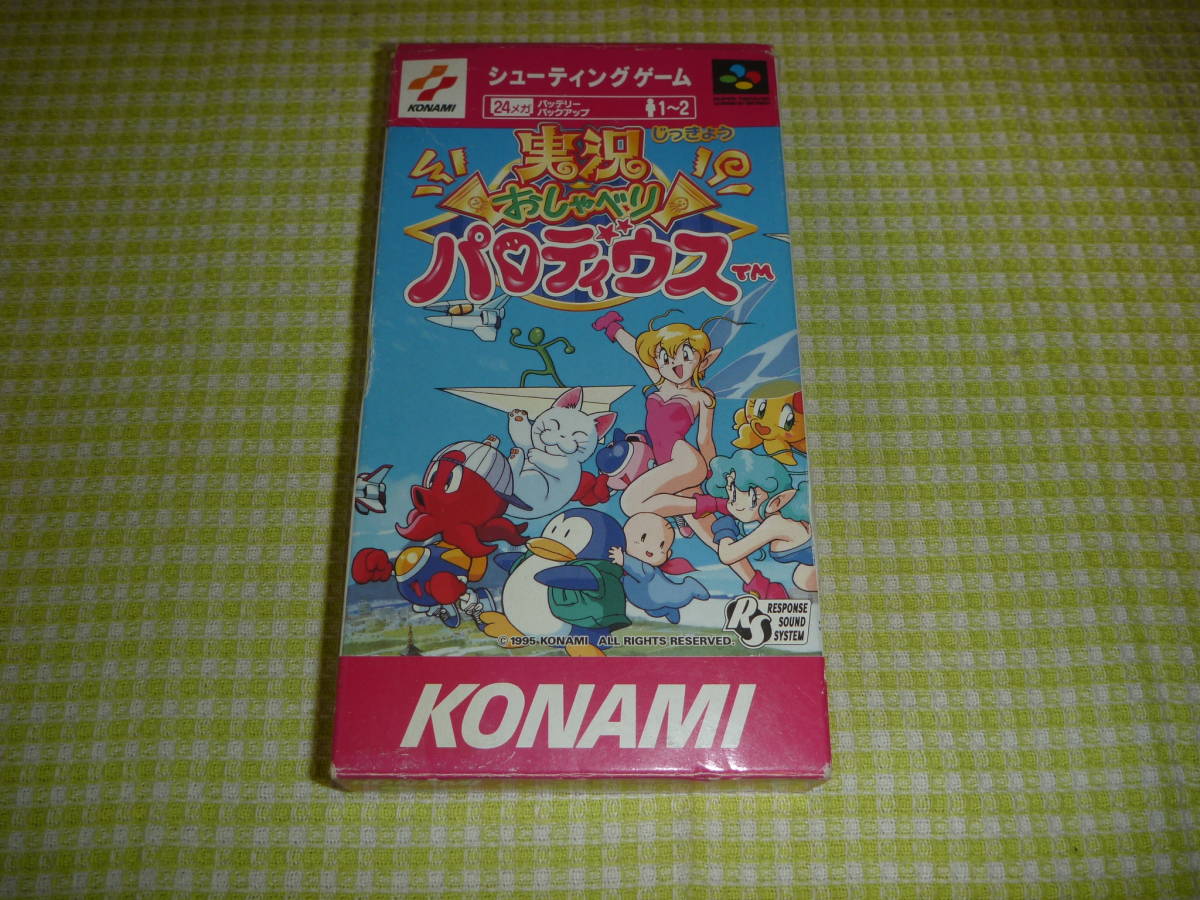 KONAMI
シューティングゲーム
24メガ
バッテリー
バックアップ
1~2
じっきょう
実況
おしゃべり
パロディウス
TM
RS
RESPONSE
SOUND
SYSTEM
© 1995 KONAMI ALL RIGHTS RESERVED.
KONAMI